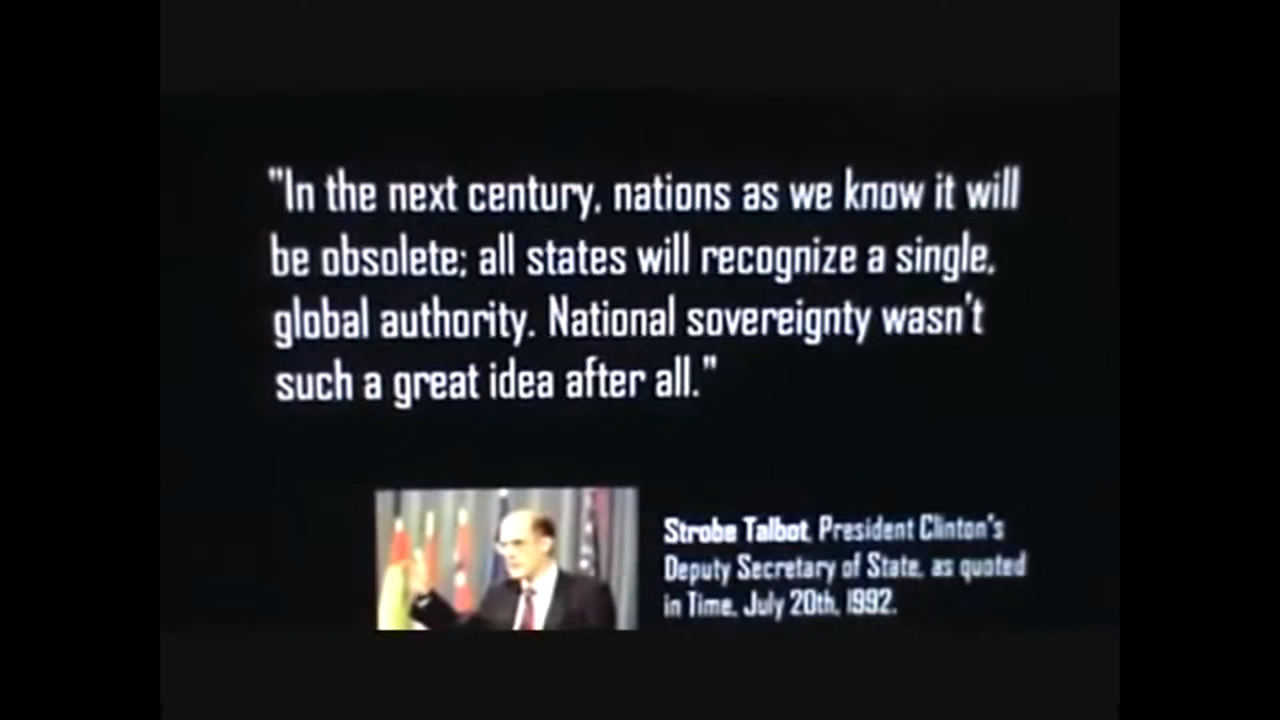 "In the next century, nations as we know it will
be obsolete; all states will recognize a single,
global authority. National sovereignty wasn't
such a great idea after all."
Strobe Talbot, President Clinton's
Deputy Secretary of State, as quoted
in Time, July 20th, 1992.